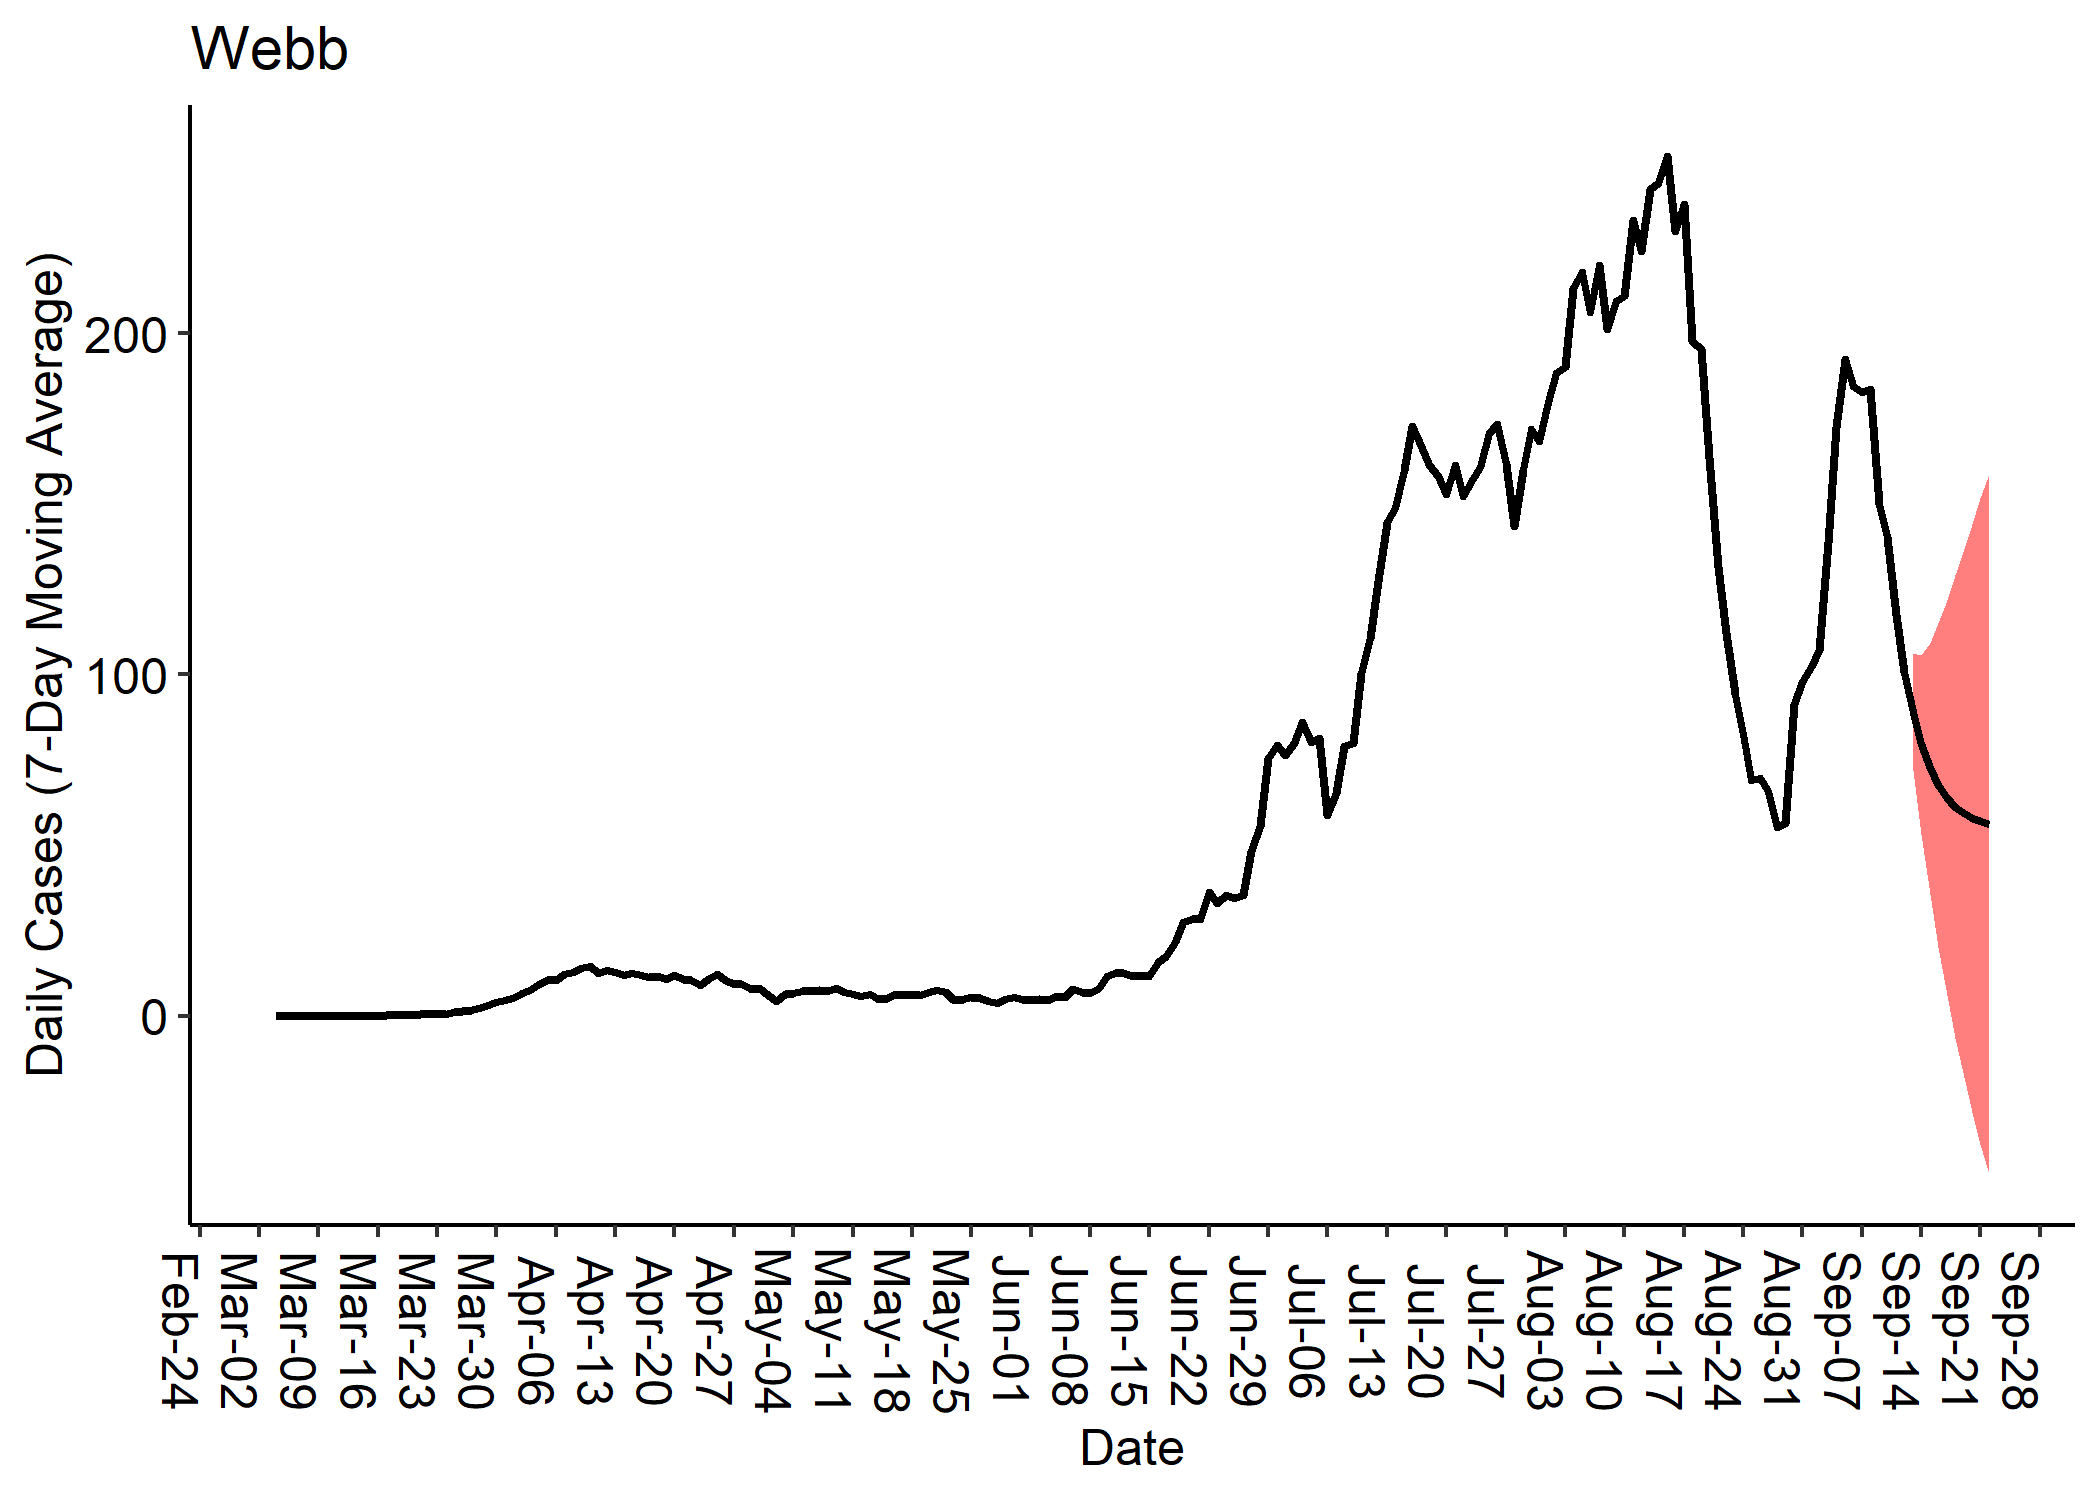 Webb
Daily Cases (7-Day Moving Average)
200
100
0
Feb-24
Mar-02
Mar-09
Mar-16
Mar-23
Mar-30
Apr-06
Apr-13
Apr-20
Apr-27
May-04
May-11
May-18
May-25
Jun-01
Jun-08
Jun-15
Jun-22
Jun-29
Jul-06
Jul-13
Jul-20
Jul-27
Aug-03
Aug-10
Aug-17
Aug-24
Aug-31
Sep-07
Sep-14
Sep-21
Sep-28
Date